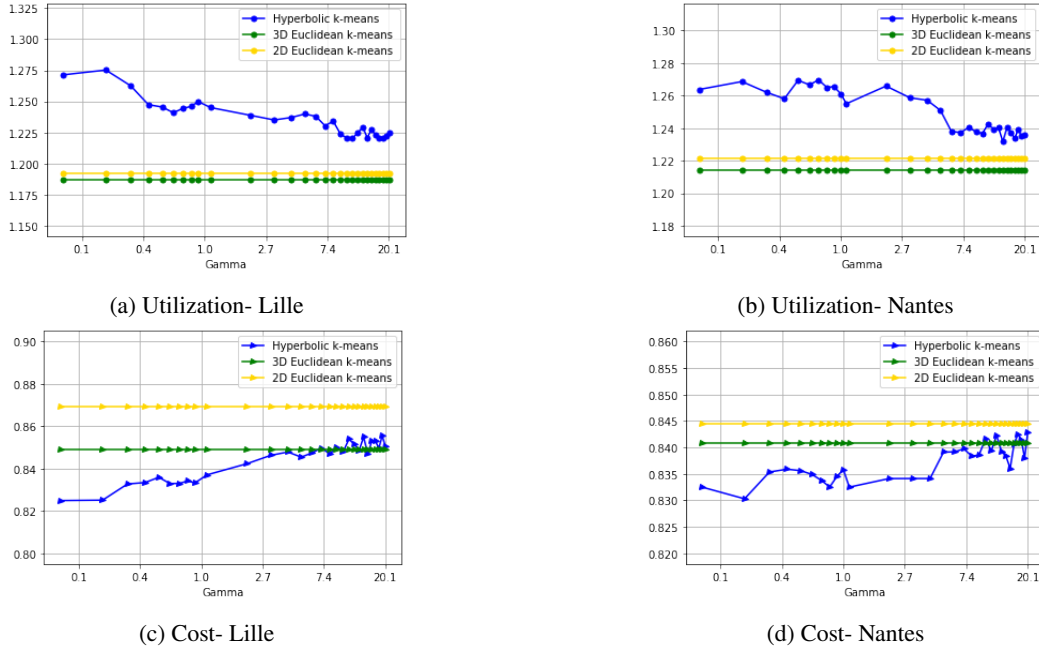 1.325
1.300
1.275
1.250
1.225
1.200
1.175
1.150
Hyperbolic k-means
3D Euclidean k-means
2D Euclidean k-means
0.1 0.4 1.0 2.7 7.4 20.1
Gamma
(a) Utilization- Lille
1.30
1.28
1.26
1.24
1.22
1.20
1.18
Hyperbolic k-means
3D Euclidean k-means
2D Euclidean k-means
0.1 0.4 1.0 2.7 7.4 20.1
Gamma
(b) Utilization- Nantes
0.90
0.88
0.86
0.84
0.82
0.80
Hyperbolic k-means
3D Euclidean k-means
2D Euclidean k-means
0.1 0.4 1.0 2.7 7.4 20.1
Gamma
(c) Cost- Lille
0.860
0.855
0.850
0.845
0.840
0.835
0.830
0.825
0.820
Hyperbolic k-means
3D Euclidean k-means
2D Euclidean k-means
0.1 0.4 1.0 2.7 7.4 20.1
Gamma
(d) Cost- Nantes